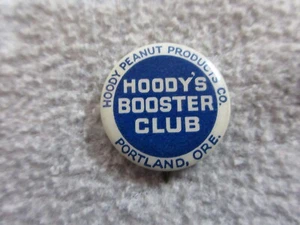 HOODY PEANUT PRODUCTS CO.
HOODY'S
BOOSTER
CLUB
PORTLAND, ORE.